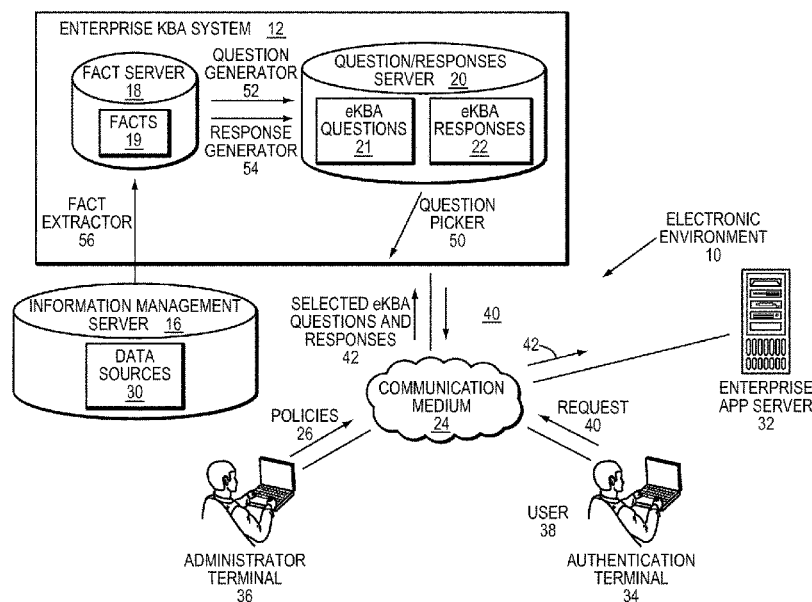 ENTERPRISE KBA SYSTEM 12
FACT SERVER
18
FACTS
19
QUESTION
GENERATOR
52
RESPONSE
GENERATOR
54
QUESTION/RESPONSES
SERVER 20
eKBA
QUESTIONS
21
eKBA
RESPONSES
22
FACT
EXTRACTOR
56
QUESTION
PICKER
50
ELECTRONIC
ENVIRONMENT
10
INFORMATION MANAGEMENT
SERVER 16
DATA
SOURCES
30
SELECTED eKBA
QUESTIONS AND
RESPONSES
42
40
42
COMMUNICATION
MEDIUM
24
ENTERPRISE
APP SERVER
32
POLICIES
26
REQUEST
40
USER
38
ADMINISTRATOR
TERMINAL
36
AUTHENTICATION
TERMINAL
34